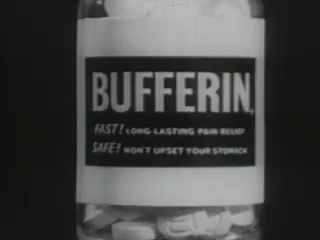 BUFFERIN®
FAST! LONG-LASTING PAIN RELIEF
SAFE! WON'T UPSET YOUR STOMACH